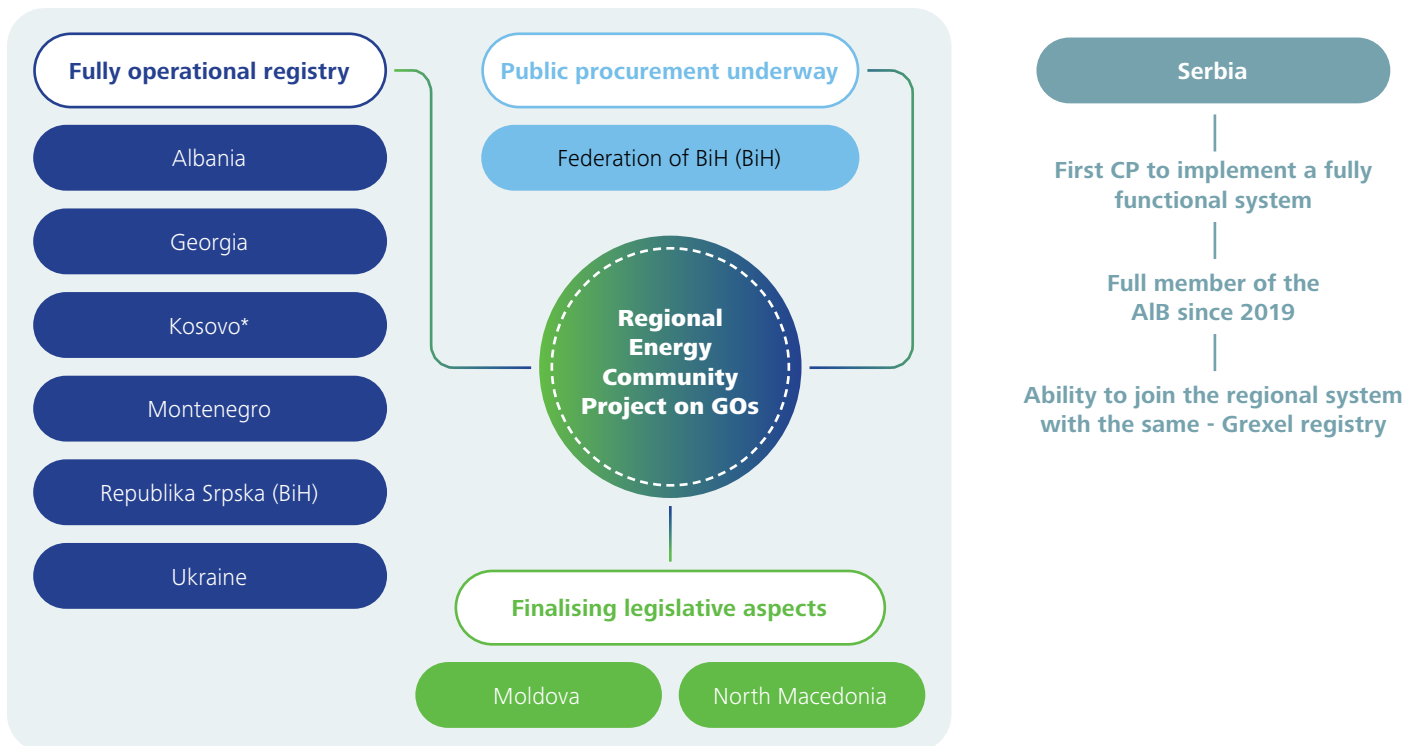 Fully operational registry
Albania
Georgia
Kosovo*
Montenegro
Republika Srpska (BiH)
Ukraine
Public procurement underway
Federation of BiH (BiH)
Regional
Energy
Community
Project on GOs
Finalising legislative aspects
Moldova
North Macedonia
Serbia
First CP to implement a fully
functional system
Full member of the
AlB since 2019
Ability to join the regional system
with the same - Grexel registry